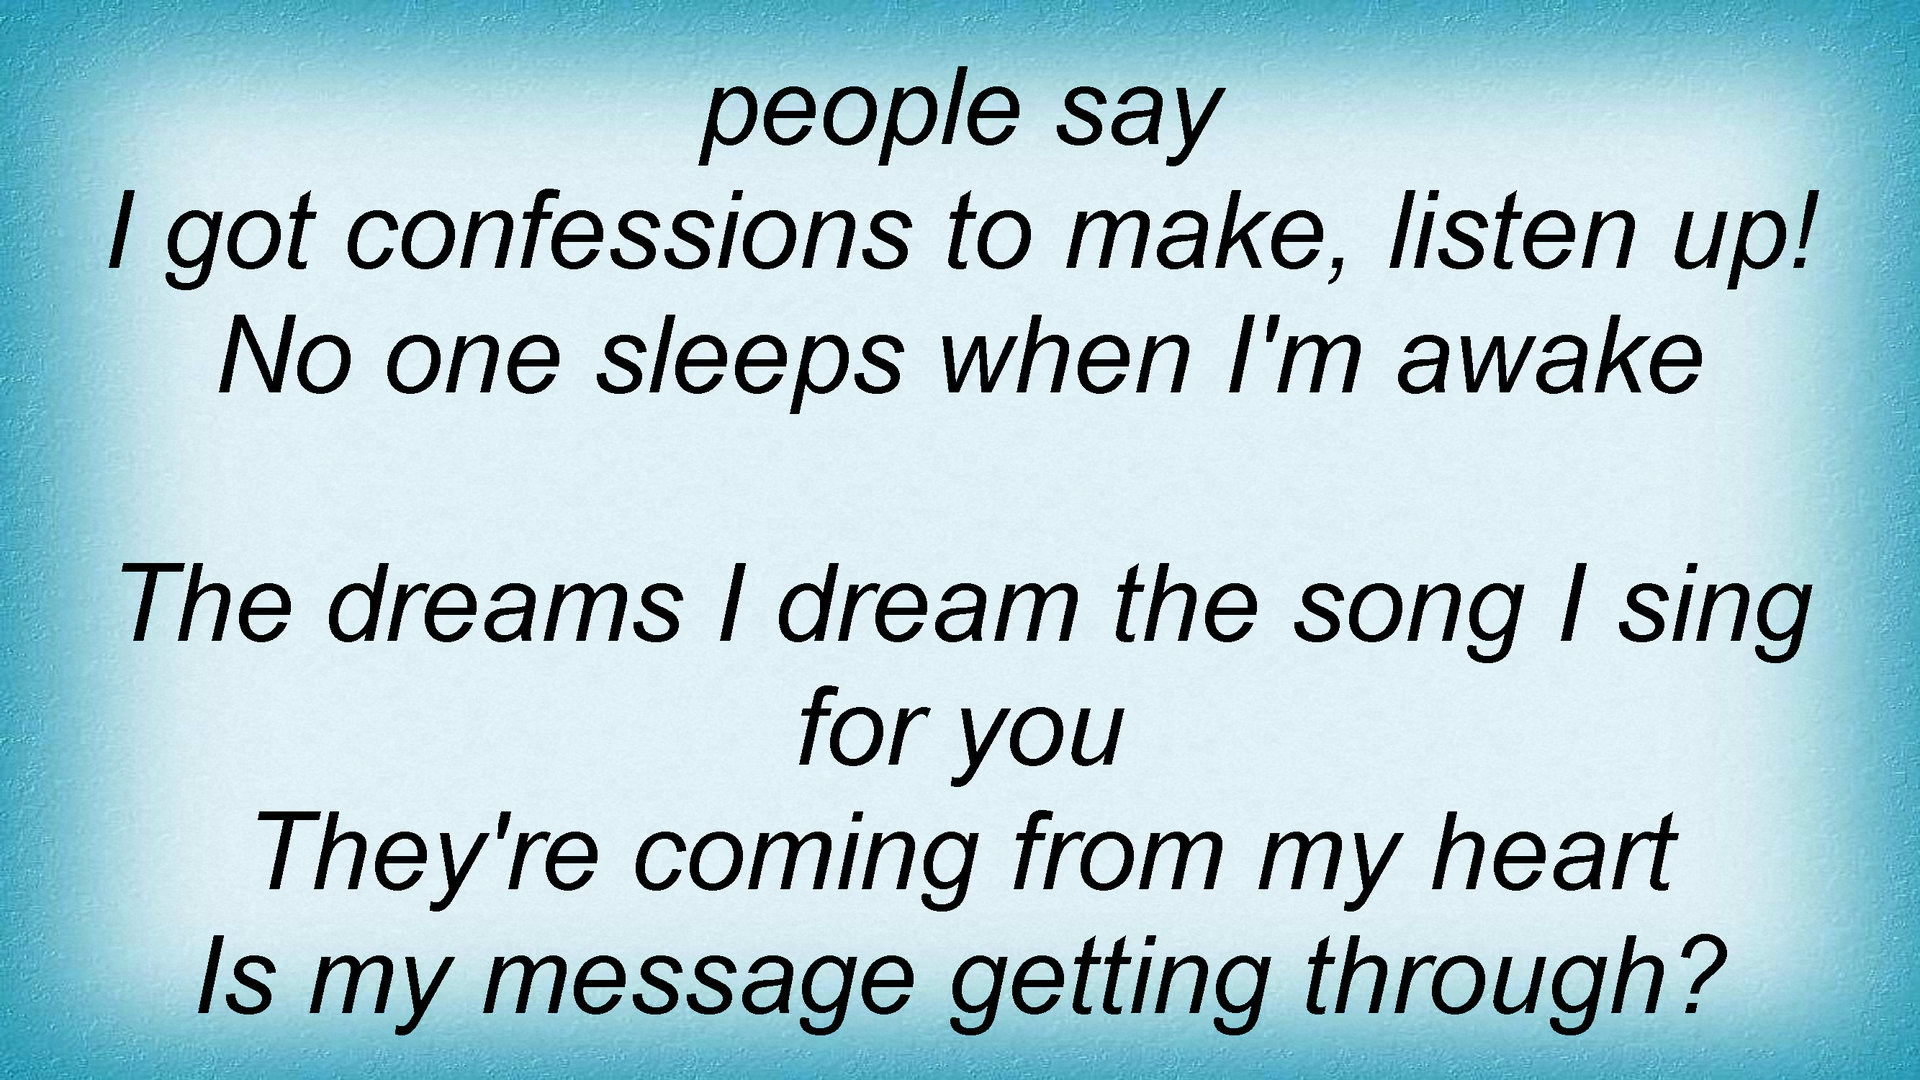 people say
I got confessions to make, listen up!
No one sleeps when I'm awake
The dreams I dream the song I sing
for you
They're coming from my heart
Is my message getting through?